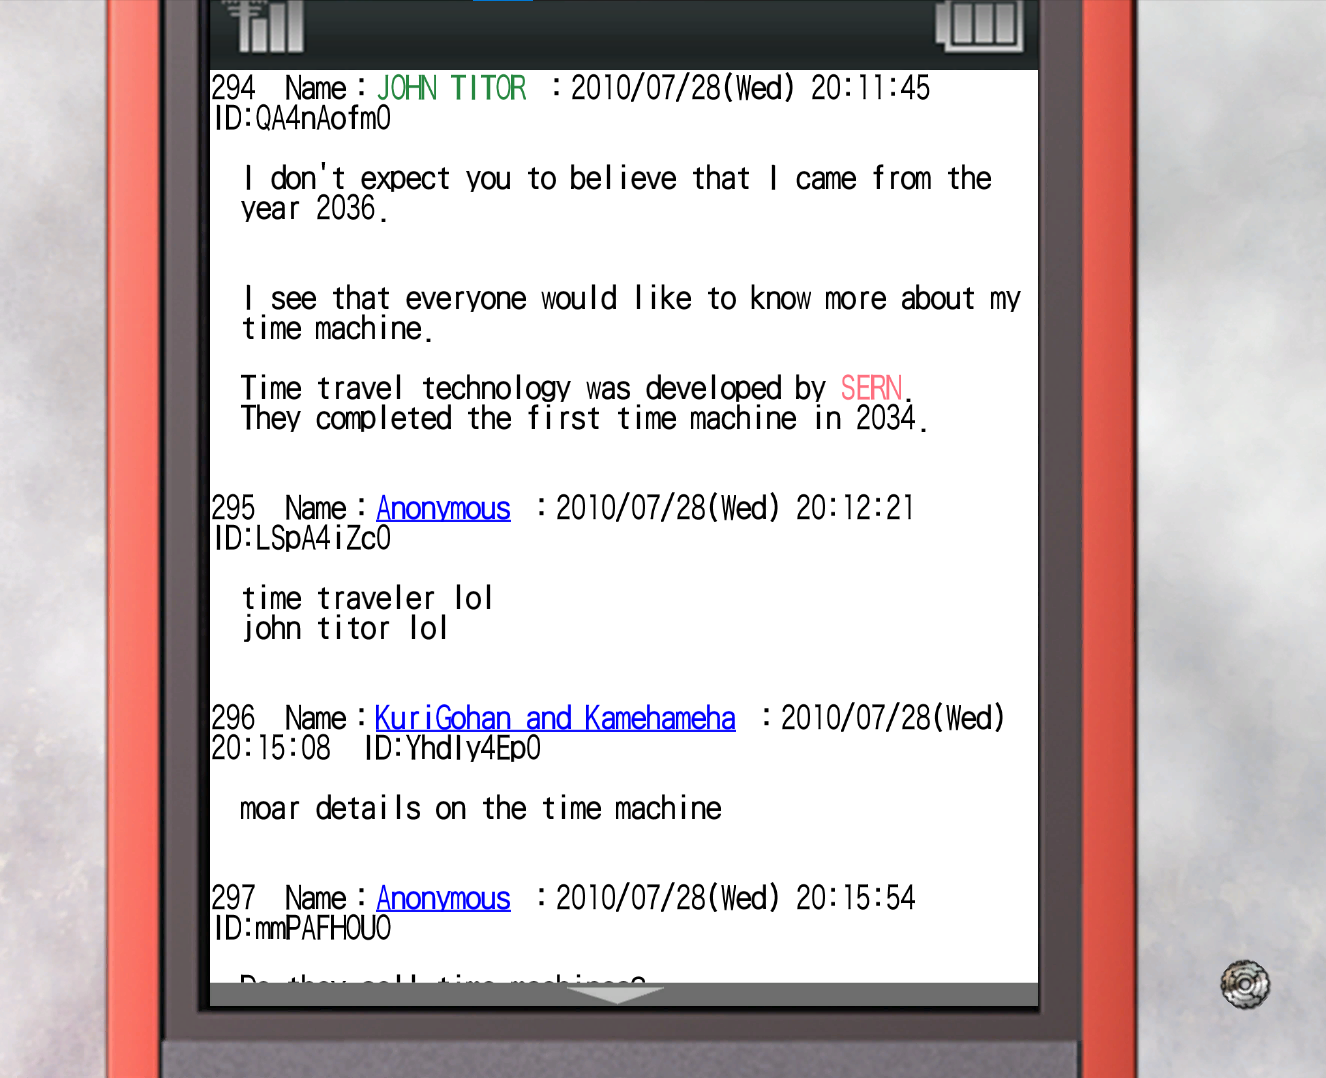 294  Name：JOHN TITOR ：2010/07/28(Wed) 20:11:45
ID:QA4nAofm0
I don't expect you to believe that I came from the
year 2036.
I see that everyone would like to know more about my
time machine.
Time travel technology was developed by SERN.
They completed the first time machine in 2034.
295  Name：Anonymous ：2010/07/28(Wed) 20:12:21
ID:LSpA4iZc0
time traveler lol
john titor lol
296  Name：KuriGohan and Kamehameha ：2010/07/28(Wed)
20:15:08  ID:YhdIy4Ep0
moar details on the time machine
297  Name：Anonymous ：2010/07/28(Wed) 20:15:54
ID:mmPAFHOU0
Do they sell time machines?